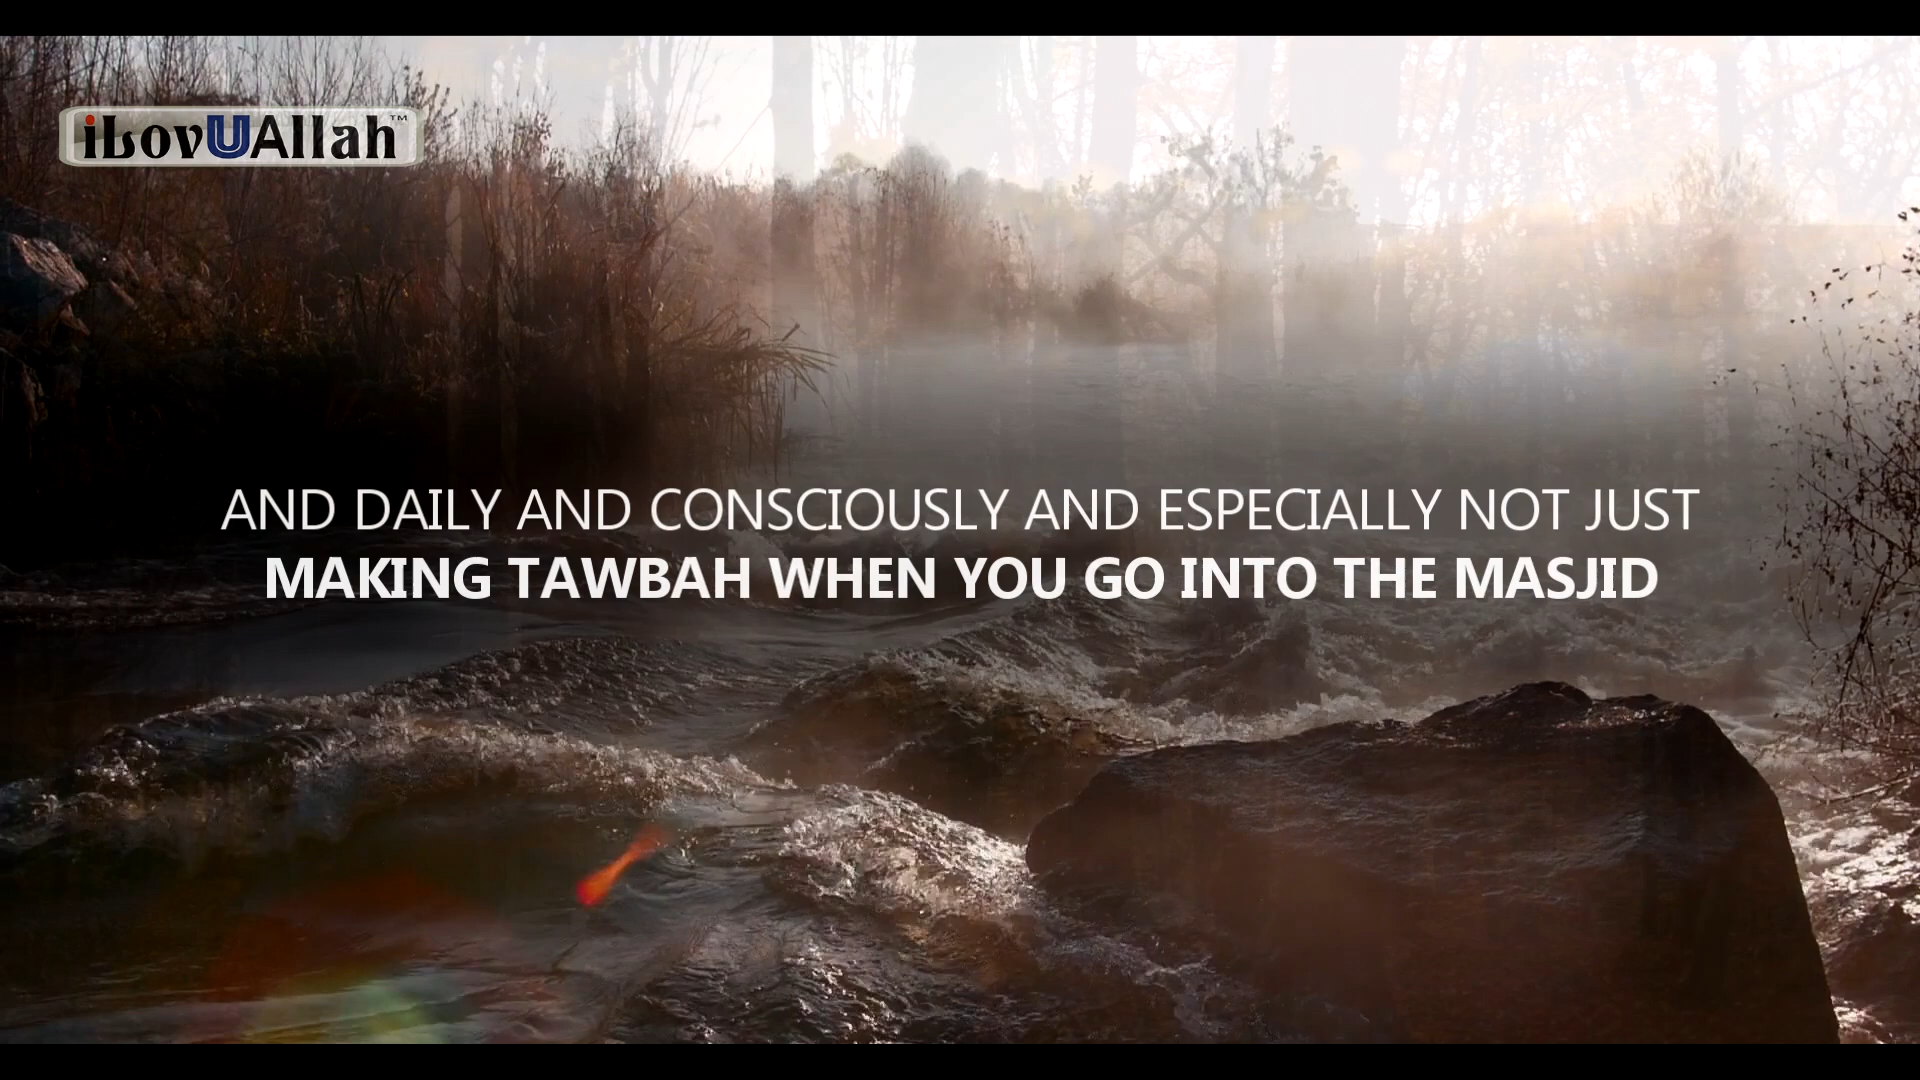 iLovUAllah™
AND DAILY AND CONSCIOUSLY AND ESPECIALLY NOT JUST
MAKING TAWBAH WHEN YOU GO INTO THE MASJID